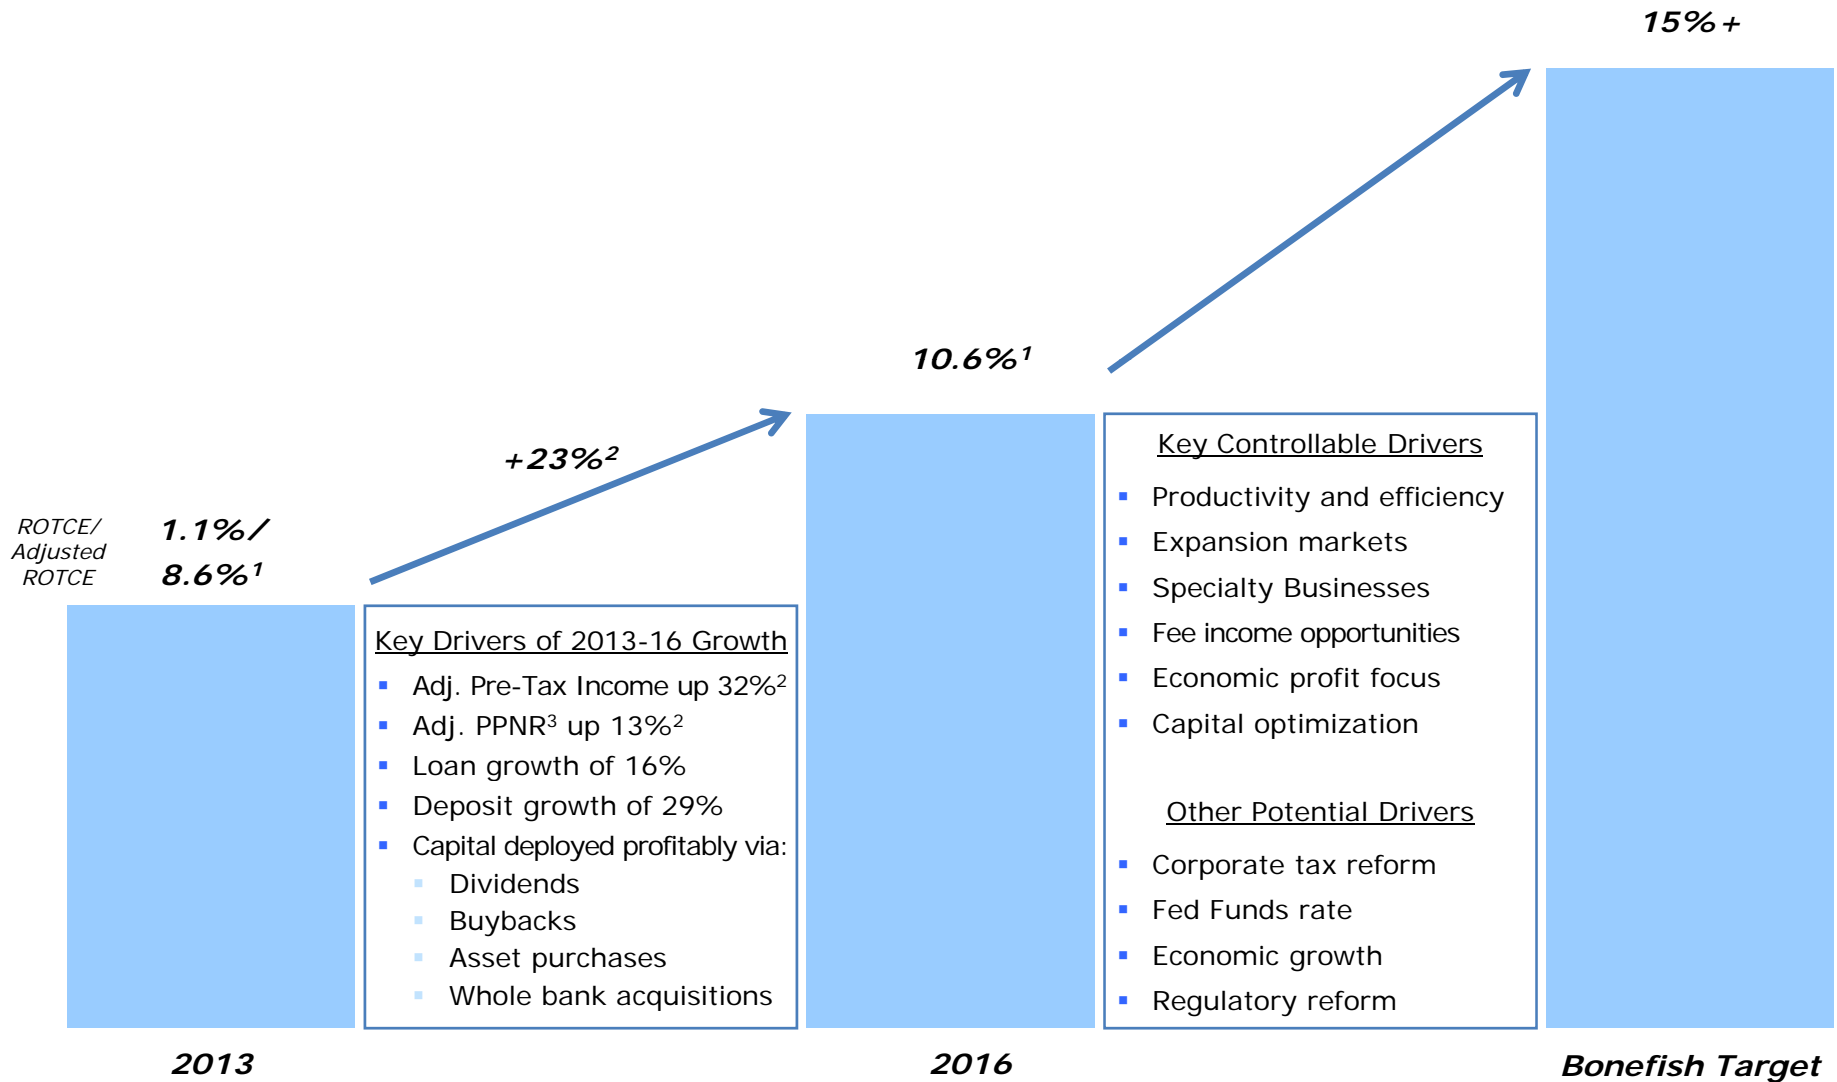 15%+
10.6%¹
+23%²
ROTCE/
Adjusted
ROTCE
1.1%/
8.6%¹
Key Drivers of 2013-16 Growth
▪ Adj. Pre-Tax Income up 32%²
▪ Adj. PPNR³ up 13%²
▪ Loan growth of 16%
▪ Deposit growth of 29%
▪ Capital deployed profitably via:
▪ Dividends
▪ Buybacks
▪ Asset purchases
▪ Whole bank acquisitions
Key Controllable Drivers
▪ Productivity and efficiency
▪ Expansion markets
▪ Specialty Businesses
▪ Fee income opportunities
▪ Economic profit focus
▪ Capital optimization
Other Potential Drivers
▪ Corporate tax reform
▪ Fed Funds rate
▪ Economic growth
▪ Regulatory reform
2013
2016
Bonefish Target